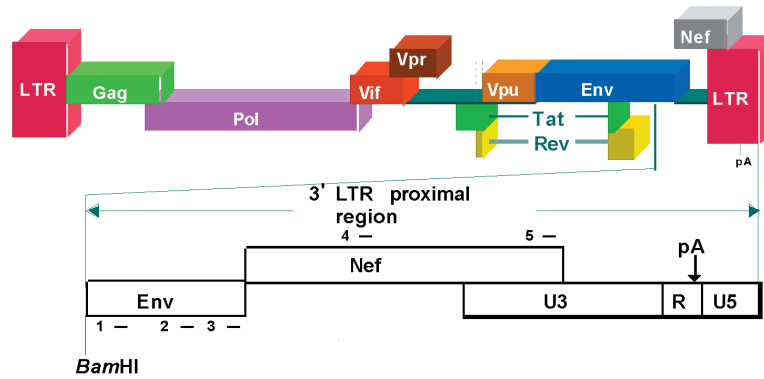 Nef
Vpr
LTR Gag Vif Vpu Env LTR
Pol Tat
Rev
pA
3' LTR proximal
region
4 – 5 –
pA
Nef
Env U3 R U5
1 – 2 – 3 –
BamHI